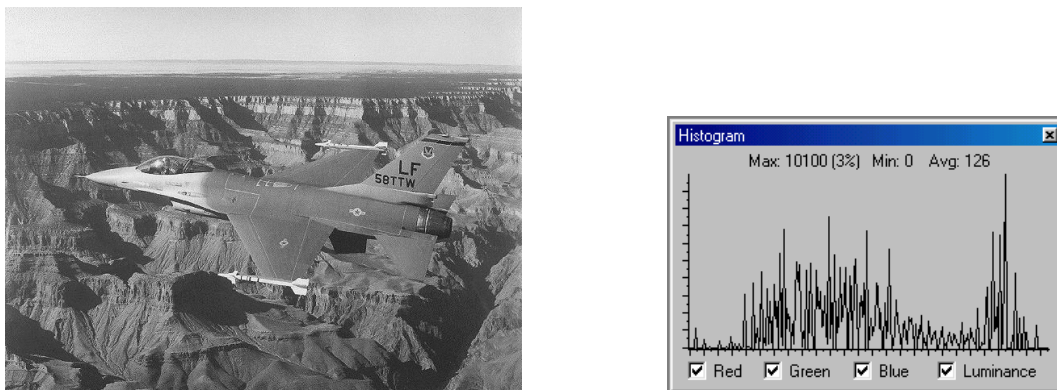 LF
58TTW
Histogram
Max: 10100 (3%) Min: 0 Avg: 126
Red Green Blue Luminance